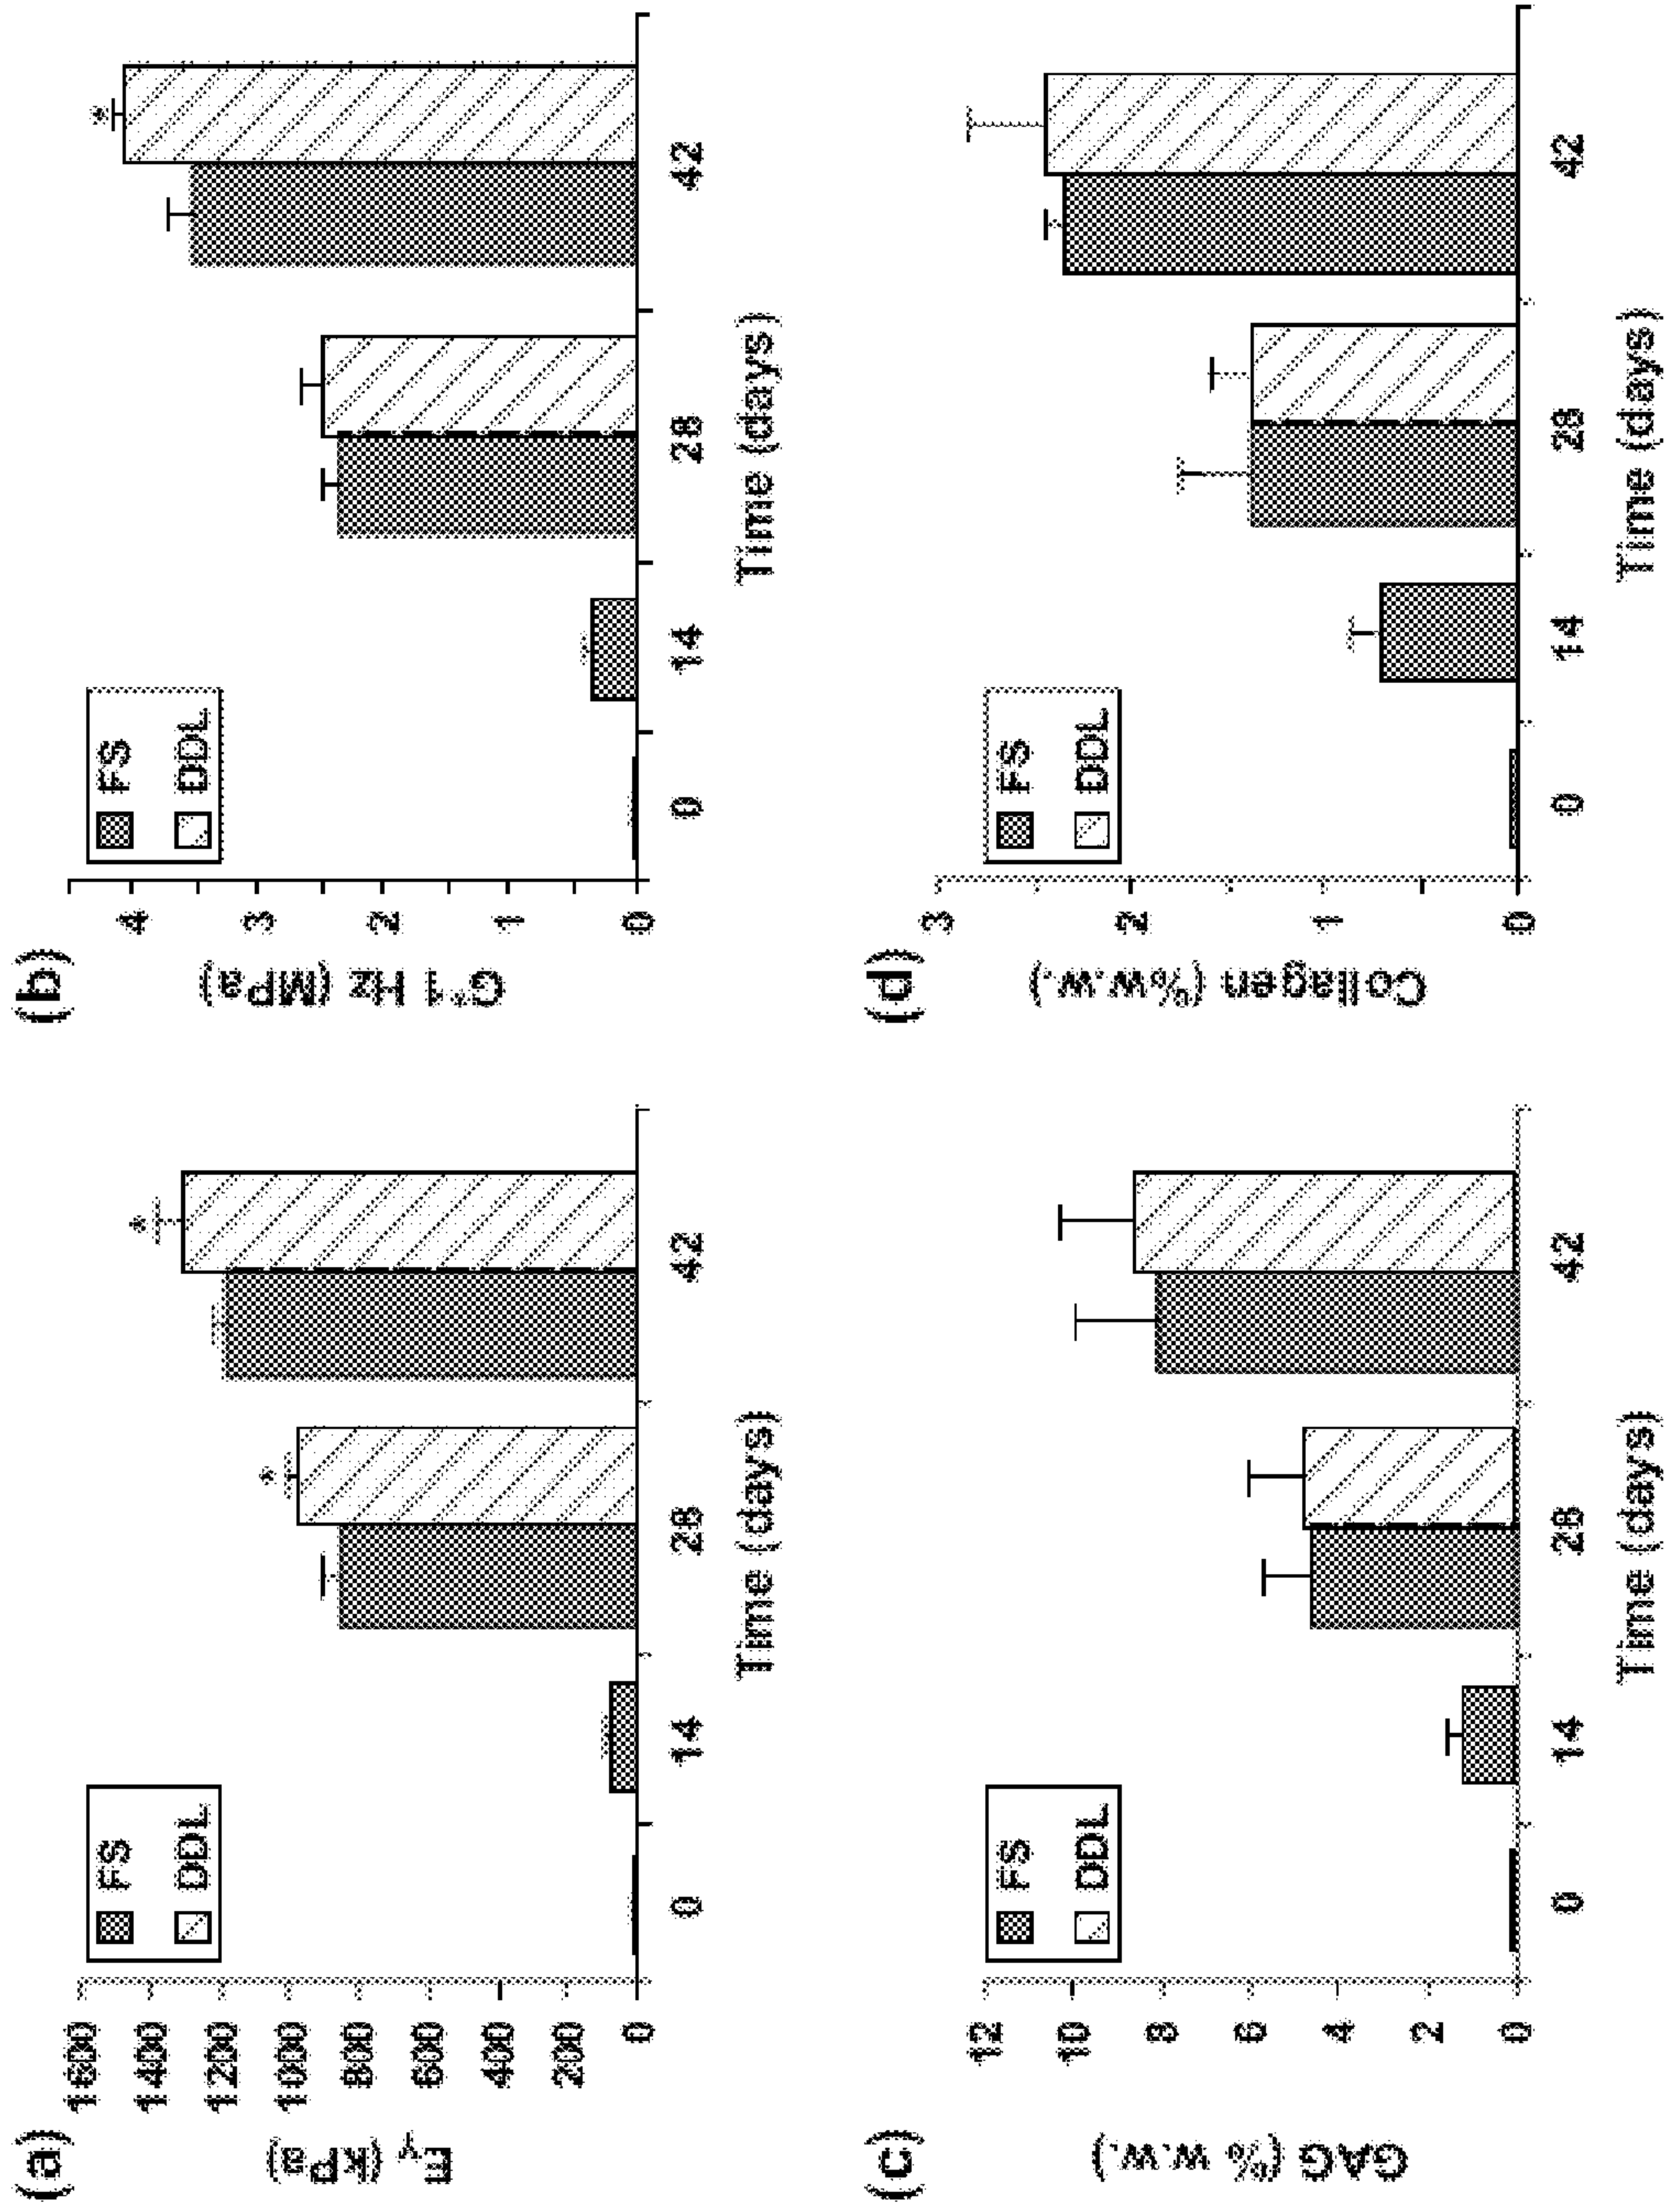 (a)
Ey (kPa)
1600
1400
1200
1000
800
600
400
200
0
FS
DDL
*
*
0 14 28 42
Time (days)
(b)
G*1 Hz (MPa)
4
3
2
1
0
FS
DDL
*
0 14 28 42
Time (days)
(c)
GAG (% w.w.)
12
10
8
6
4
2
0
FS
DDL
0 14 28 42
Time (days)
(d)
Collagen (%w.w.)
3
2
1
0
FS
DDL
0 14 28 42
Time (days)